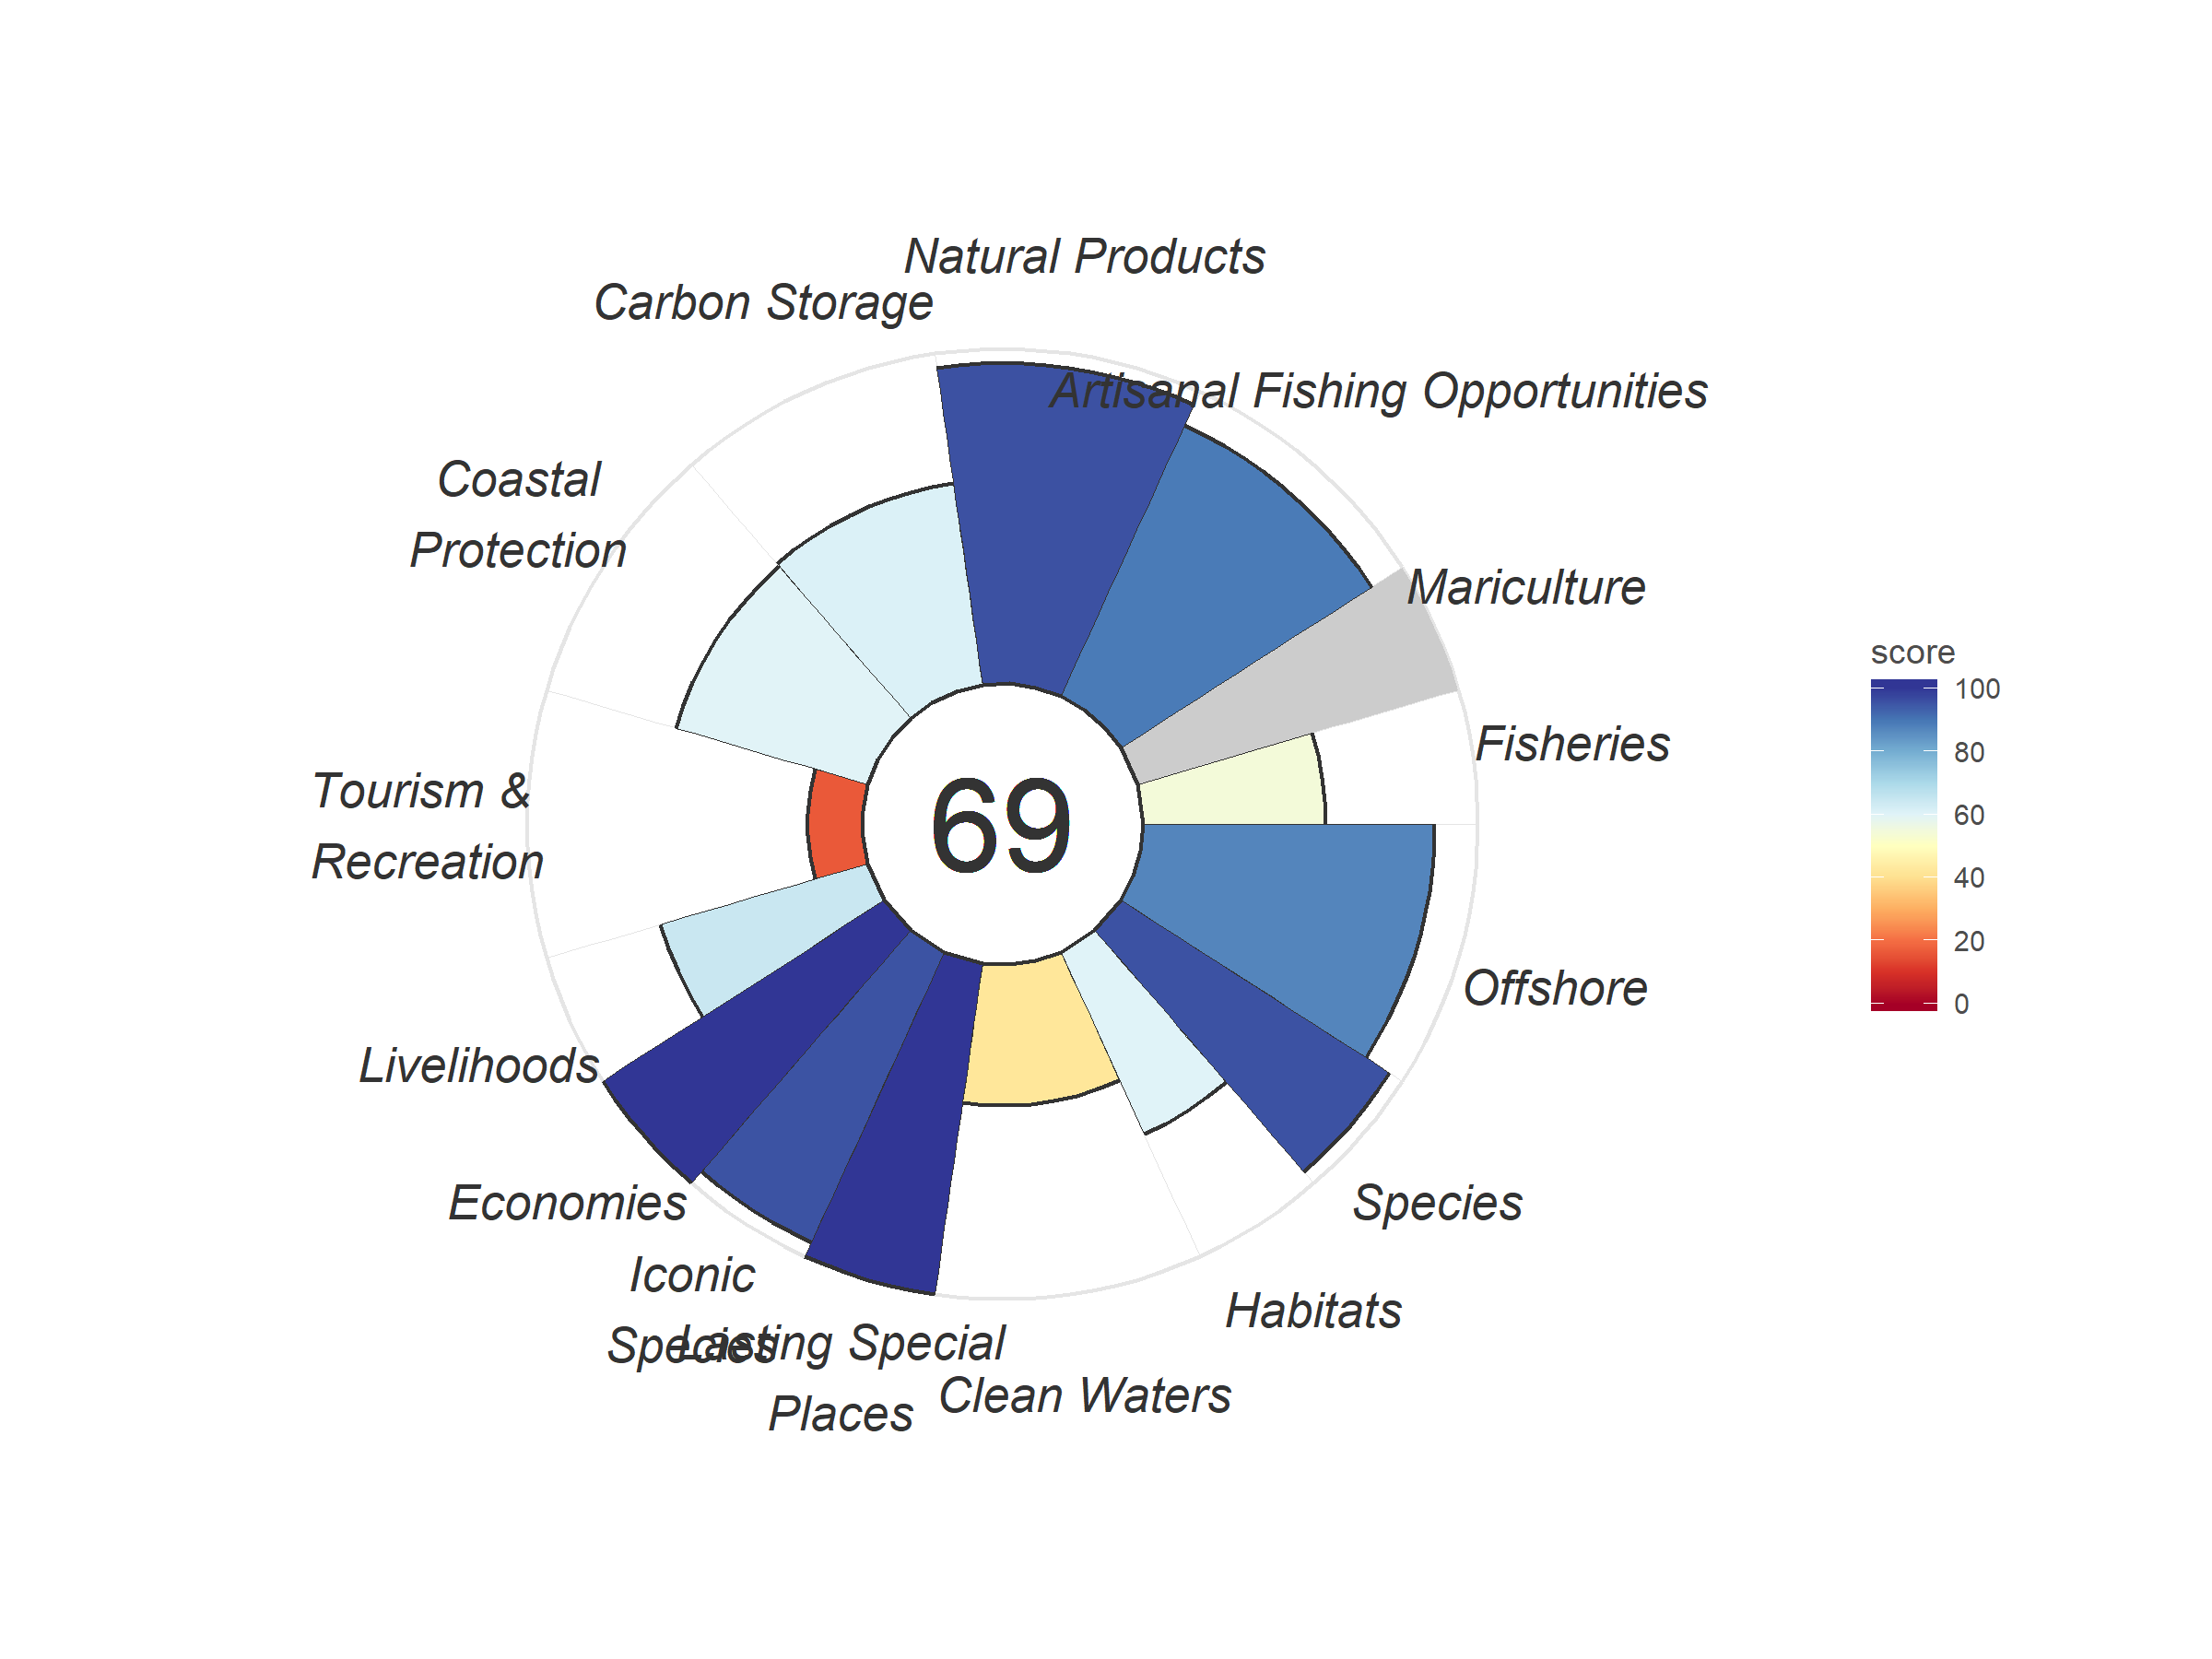 Natural Products
Carbon Storage
Artisanal Fishing Opportunities
Coastal
Protection
Mariculture
Fisheries
Tourism &
Recreation
69
Offshore
Livelihoods
Economies
Species
Iconic
Species
Habitats
Lasting Special
Places
Clean Waters
score
100
80
60
40
20
0